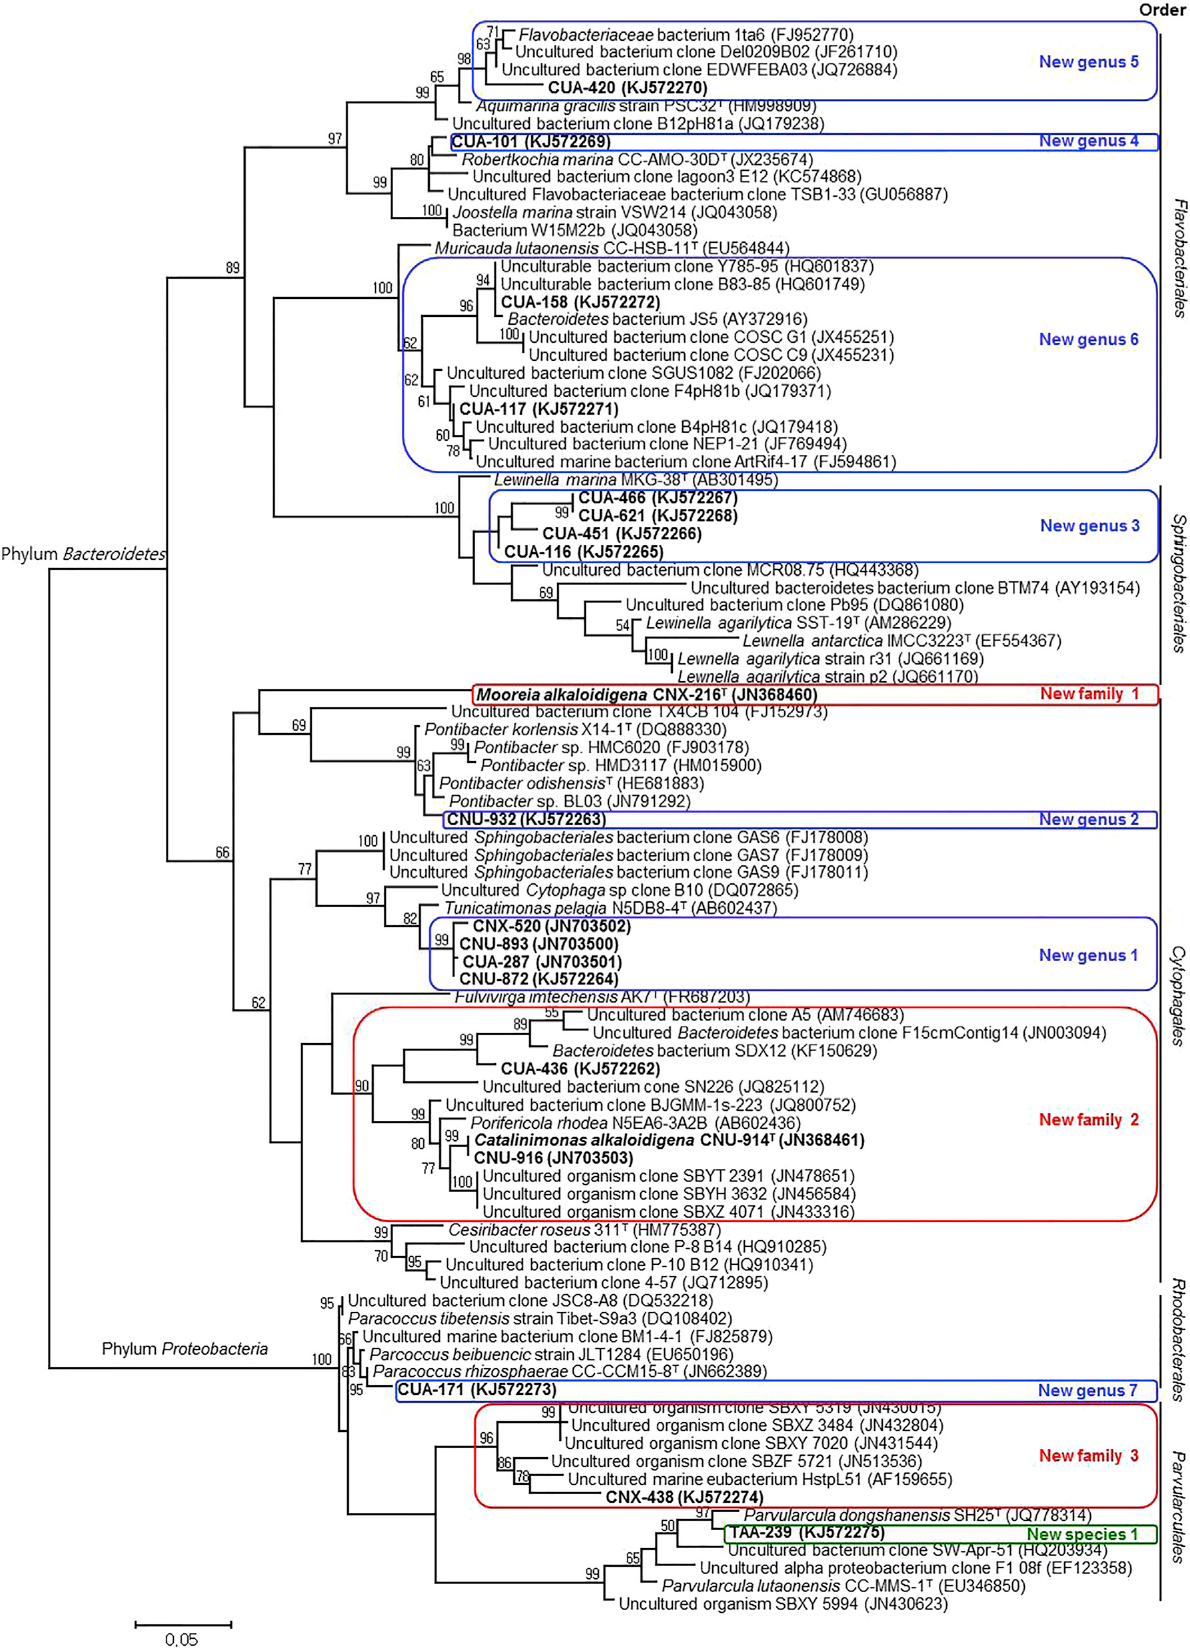 Order
71
Flavobacteriaceae bacterium 1ta6 (FJ952770)
63
Uncultured bacterium clone Del0209B02 (JF261710)
98
Uncultured bacterium clone EDWFEBA03 (JQ726884)
New genus 5
65
CUA-420 (KJ572270)
99
Aquimarina gracilis strain PSC32T (HM998909)
Uncultured bacterium clone B12pH81a (JQ179238)
97
CUA-101 (KJ572269)
New genus 4
80
Robertkochia marina CC-AMO-30DT (JX235674)
Uncultured bacterium clone lagoon3 E12 (KC574868)
99
Uncultured Flavobacteriaceae bacterium clone TSB1-33 (GU056887)
100
Joostella marina strain VSW214 (JQ043058)
Bacterium W15M22b (JQ043058)
Flavobacteriales
Muricauda lutaonensis CC-HSB-11T (EU564844)
89
Unculturable bacterium clone Y785-95 (HQ601837)
100
94
Unculturable bacterium clone B83-85 (HQ601749)
96
CUA-158 (KJ572272)
Bacteroidetes bacterium JS5 (AY372916)
100
Uncultured bacterium clone COSC G1 (JX455251)
New genus 6
62
Uncultured bacterium clone COSC C9 (JX455231)
Uncultured bacterium clone SGUS1082 (FJ202066)
62
Uncultured bacterium clone F4pH81b (JQ179371)
61
CUA-117 (KJ572271)
Uncultured bacterium clone B4pH81c (JQ179418)
60
Uncultured bacterium clone NEP1-21 (JF769494)
78
Uncultured marine bacterium clone ArtRif4-17 (FJ594861)
Lewinella marina MKG-38T (AB301495)
100
CUA-466 (KJ572267)
99
CUA-621 (KJ572268)
New genus 3
CUA-451 (KJ572266)
CUA-116 (KJ572265)
Phylum Bacteroidetes
Sphingobacteriales
Uncultured bacterium clone MCR08.75 (HQ443368)
69
Uncultured bacteroidetes bacterium clone BTM74 (AY193154)
Uncultured bacterium clone Pb95 (DQ861080)
54
Lewinella agarilytica SST-19T (AM286229)
Lewnella antarctica IMCC3223T (EF554367)
100
Lewnella agarilytica strain r31 (JQ661169)
Lewnella agarilytica strain p2 (JQ661170)
Mooreia alkaloidigena CNX-216T (JN368460)
New family 1
Uncultured bacterium clone TX4CB 104 (FJ152973)
69
Pontibacter korlensis X14-1T (DQ888330)
99
99
Pontibacter sp. HMC6020 (FJ903178)
63
Pontibacter sp. HMD3117 (HM015900)
Pontibacter odishensisT (HE681883)
Pontibacter sp. BL03 (JN791292)
CNU-932 (KJ572263)
New genus 2
100
Uncultured Sphingobacteriales bacterium clone GAS6 (FJ178008)
66
Uncultured Sphingobacteriales bacterium clone GAS7 (FJ178009)
77
Uncultured Sphingobacteriales bacterium clone GAS9 (FJ178011)
97
Uncultured Cytophaga sp clone B10 (DQ072865)
82
Tunicatimonas pelagia N5DB8-4T (AB602437)
CNX-520 (JN703502)
99
CNU-893 (JN703500)
New genus 1
CUA-287 (JN703501)
CNU-872 (KJ572264)
Cytophagales
62
Fulvivirga imtechensis AK7T (FR687203)
55
Uncultured bacterium clone A5 (AM746683)
89
Uncultured Bacteroidetes bacterium clone F15cmContig14 (JN003094)
99
Bacteroidetes bacterium SDX12 (KF150629)
CUA-436 (KJ572262)
90
Uncultured bacterium cone SN226 (JQ825112)
99
Uncultured bacterium clone BJGMM-1s-223 (JQ800752)
New family 2
Porifericola rhodea N5EA6-3A2B (AB602436)
80
99
Catalinimonas alkaloidigena CNU-914T (JN368461)
77
CNU-916 (JN703503)
100
Uncultured organism clone SBYT 2391 (JN478651)
Uncultured organism clone SBYH 3632 (JN456584)
Uncultured organism clone SBXZ 4071 (JN433316)
99
Cesiribacter roseus 311T (HM775387)
70
Uncultured bacterium clone P-8 B14 (HQ910285)
95
Uncultured bacterium clone P-10 B12 (HQ910341)
Uncultured bacterium clone 4-57 (JQ712895)
95
Uncultured bacterium clone JSC8-A8 (DQ532218)
Paracoccus tibetensis strain Tibet-S9a3 (DQ108402)
66
Uncultured marine bacterium clone BM1-4-1 (FJ825879)
Phylum Proteobacteria
Rhodobacterales
100
Parcoccus beibuencic strain JLT1284 (EU650196)
83
Paracoccus rhizosphaerae CC-CCM15-8T (JN662389)
95
CUA-171 (KJ572273)
New genus 7
99
Uncultured organism clone SBXY 5319 (JN430015)
Uncultured organism clone SBXZ 3484 (JN432804)
96
Uncultured organism clone SBXY 7020 (JN431544)
86
Uncultured organism clone SBZF 5721 (JN513536)
New family 3
78
Uncultured marine eubacterium HstpL51 (AF159655)
CNX-438 (KJ572274)
Parvularculales
97
Parvularcula dongshanensis SH25T (JQ778314)
50
TAA-239 (KJ572275)
New species 1
Uncultured bacterium clone SW-Apr-51 (HQ203934)
65
Uncultured alpha proteobacterium clone F1 08f (EF123358)
99
Parvularcula lutaonensis CC-MMS-1T (EU346850)
Uncultured organism SBXY 5994 (JN430623)
0.05